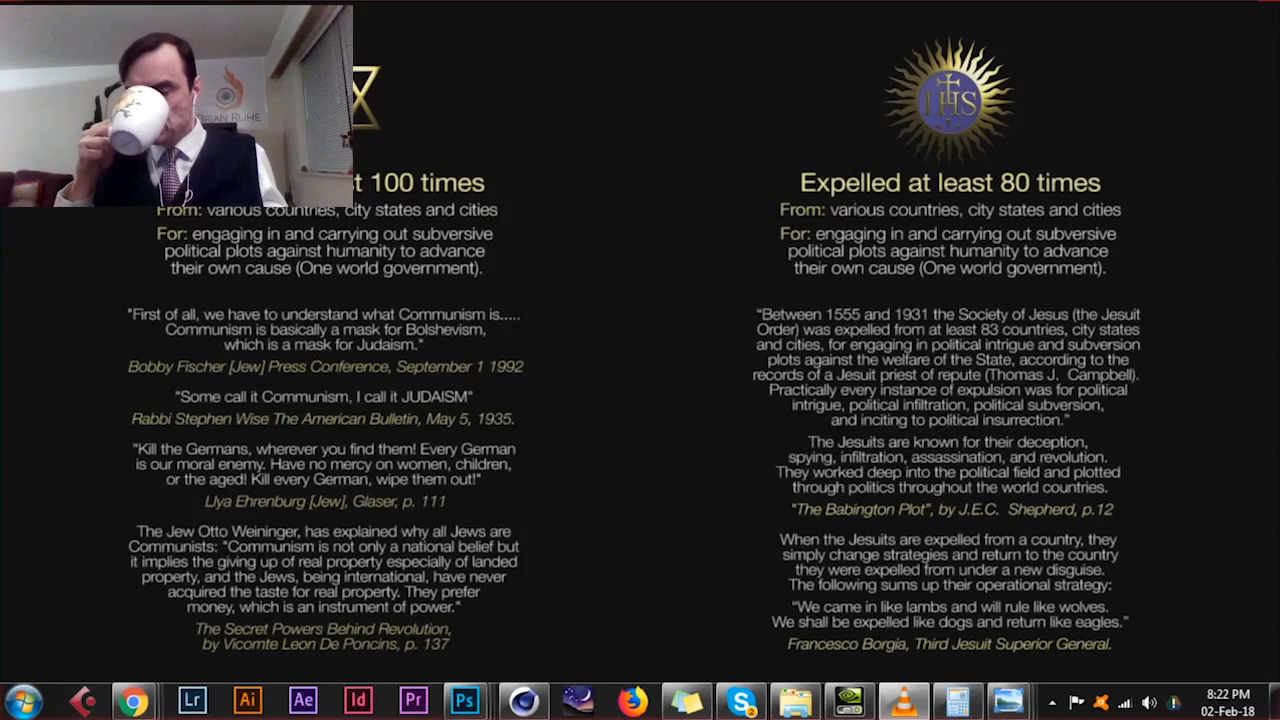 BRIAN RUHE
t 100 times
From: various countries, city states and cities
For: engaging in and carrying out subversive
political plots against humanity to advance
their own cause (One world government).
"First of all, we have to understand what Communism is.....
Communism is basically a mask for Bolshevism,
which is a mask for Judaism."
Bobby Fischer [Jew] Press Conference, September 1 1992
"Some call it Communism, I call it JUDAISM"
Rabbi Stephen Wise The American Bulletin, May 5, 1935.
"Kill the Germans, wherever you find them! Every German
is our moral enemy. Have no mercy on women, children,
or the aged! Kill every German, wipe them out!"
Llya Ehrenburg [Jew], Glaser, p. 111
The Jew Otto Weininger, has explained why all Jews are
Communists: "Communism is not only a national belief but
it implies the giving up of real property especially of landed
property, and the Jews, being international, have never
acquired the taste for real property. They prefer
money, which is an instrument of power."
The Secret Powers Behind Revolution,
by Vicomte Leon De Poncins, p. 137
IHS
Expelled at least 80 times
From: various countries, city states and cities
For: engaging in and carrying out subversive
political plots against humanity to advance
their own cause (One world government).
"Between 1555 and 1931 the Society of Jesus (the Jesuit
Order) was expelled from at least 83 countries, city states
and cities, for engaging in political intrigue and subversion
plots against the welfare of the State, according to the
records of a Jesuit priest of repute (Thomas J. Campbell).
Practically every instance of expulsion was for political
intrigue, political infiltration, political subversion,
and inciting to political insurrection."
The Jesuits are known for their deception,
spying, infiltration, assassination, and revolution.
They worked deep into the political field and plotted
through politics throughout the world countries.
"The Babington Plot", by J.E.C. Shepherd, p.12
When the Jesuits are expelled from a country, they
simply change strategies and return to the country
they were expelled from under a new disguise.
The following sums up their operational strategy:
"We came in like lambs and will rule like wolves.
We shall be expelled like dogs and return like eagles."
Francesco Borgia, Third Jesuit Superior General.
Lr Ai Ae Id Pr Ps
2
8:22 PM
02-Feb-18